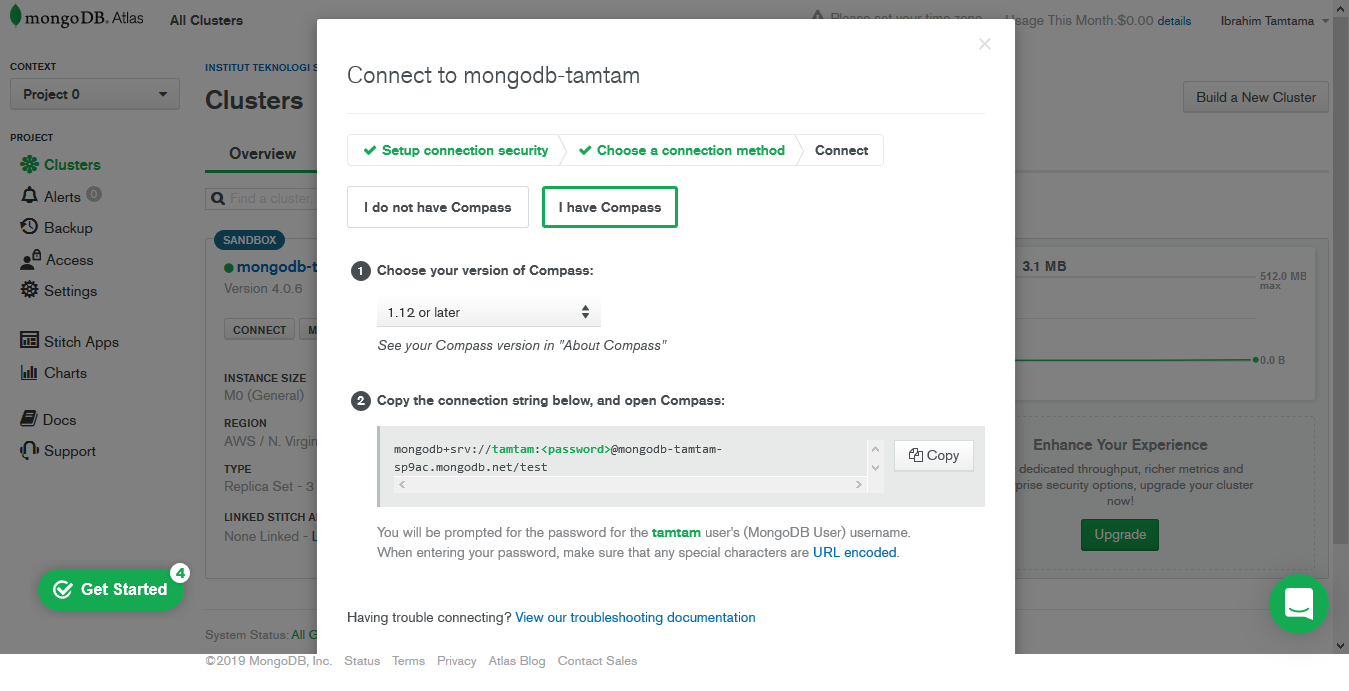 mongoDB. Atlas
All Clusters
Please set your time zone
Usage This Month:$0.00 details
Ibrahim Tamtama
CONTEXT
Project 0
PROJECT
Clusters
Alerts 0
Backup
Access
Settings
Stitch Apps
Charts
Docs
Support
Get Started
4
INSTITUT TEKNOLOGI S
Clusters
Build a New Cluster
Overview
Find a cluster
SANDBOX
mongodb-t
Version 4.0.6
CONNECT
M
INSTANCE SIZE
M0 (General)
REGION
AWS / N. Virgin
TYPE
Replica Set - 3
LINKED STITCH A
None Linked - L
System Status: All G
Connect to mongodb-tamtam
Setup connection security
Choose a connection method
Connect
I do not have Compass
I have Compass
1 Choose your version of Compass:
1.12 or later
See your Compass version in "About Compass"
2 Copy the connection string below, and open Compass:
mongodb+srv://tamtam:<password>@mongodb-tamtam-
sp9ac.mongodb.net/test
Copy
You will be prompted for the password for the tamtam user's (MongoDB User) username.
When entering your password, make sure that any special characters are URL encoded.
Having trouble connecting? View our troubleshooting documentation
3.1 MB
512.0 MB
max
0.0 B
Enhance Your Experience
dedicated throughput, richer metrics and
prise security options, upgrade your cluster
now!
Upgrade
©2019 MongoDB, Inc. Status Terms Privacy Atlas Blog Contact Sales